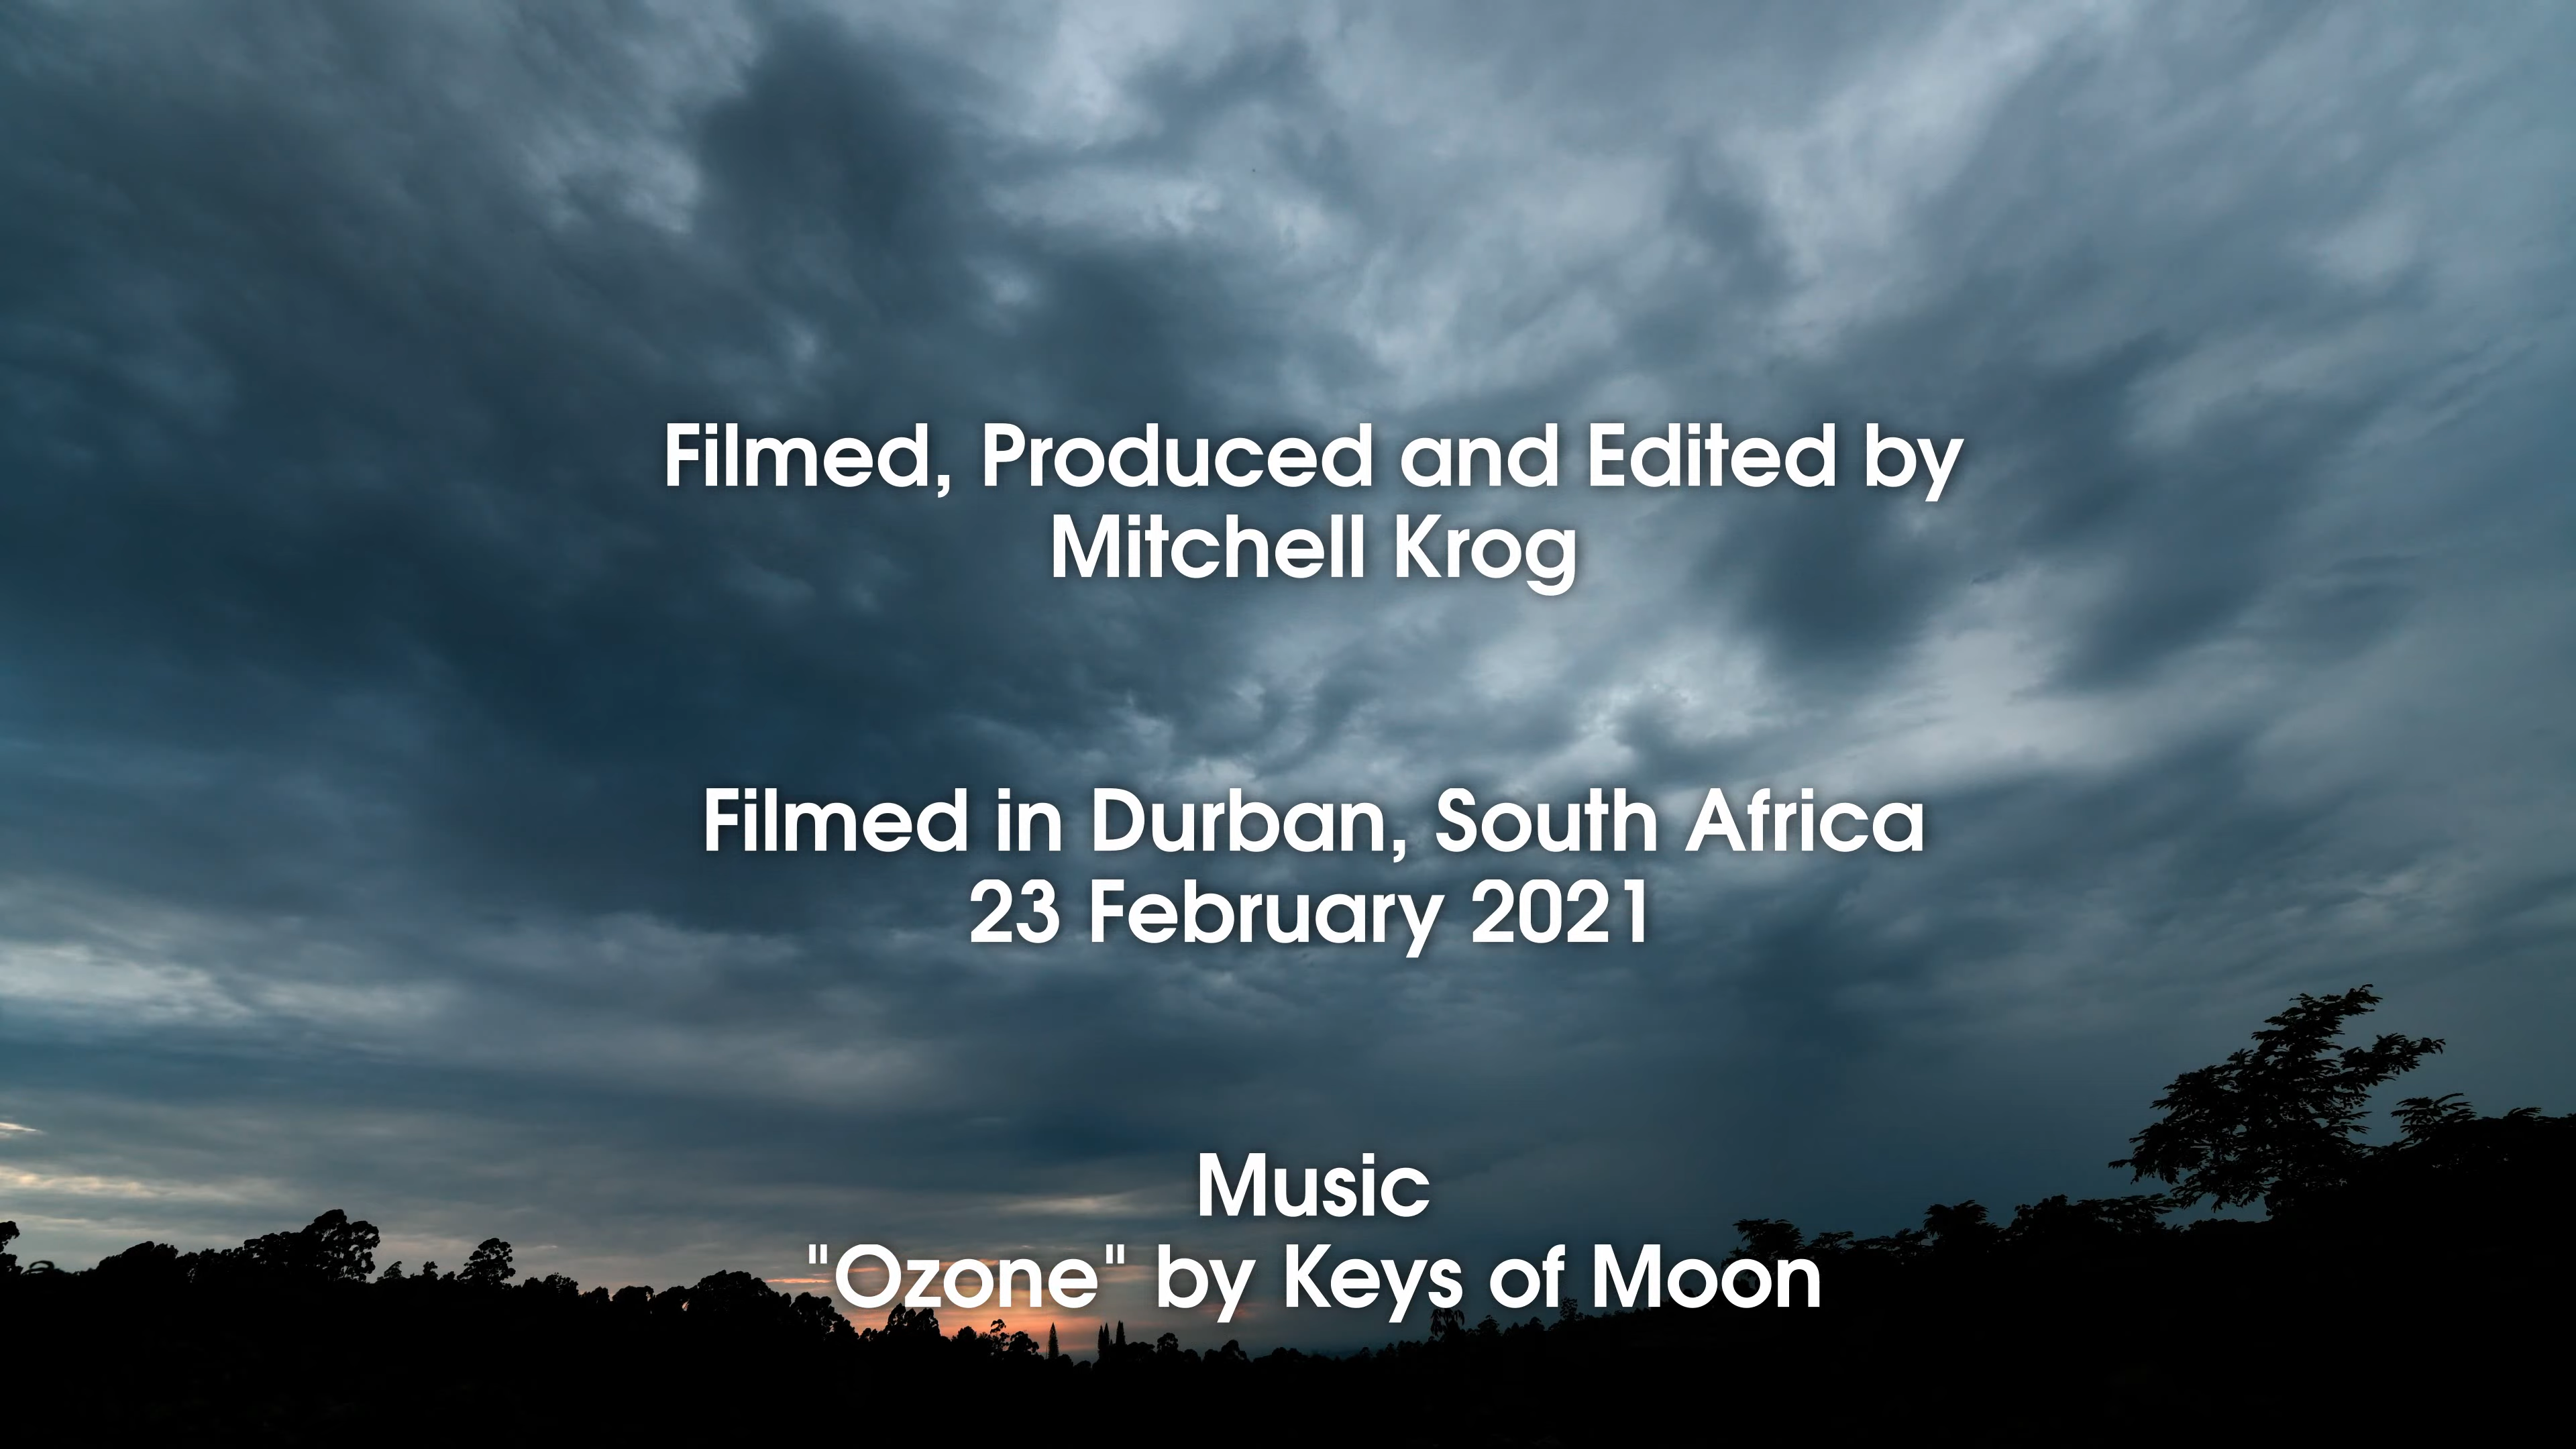 Filmed, Produced and Edited by
Mitchell Krog
Filmed in Durban, South Africa
23 February 2021
Music
"Ozone" by Keys of Moon